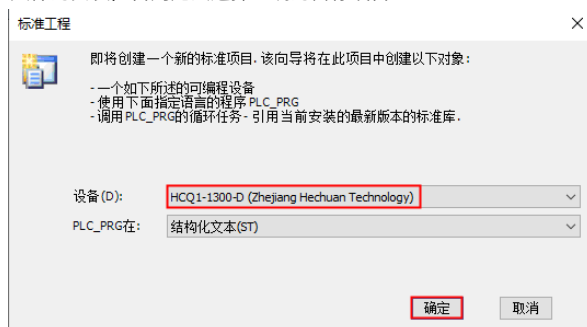 标准工程
即将创建一个新的标准项目.该向导将在此项目中创建以下对象:
-一个如下所述的可编程设备
-使用下面指定语言的程序 PLC_PRG
-调用 PLC_PRG的循环任务-引用当前安装的最新版本的标准库.
设备(D): HCQ1-1300-D (Zhejiang Hechuan Technology)
PLC_PRG在: 结构化文本(ST)
确定 取消